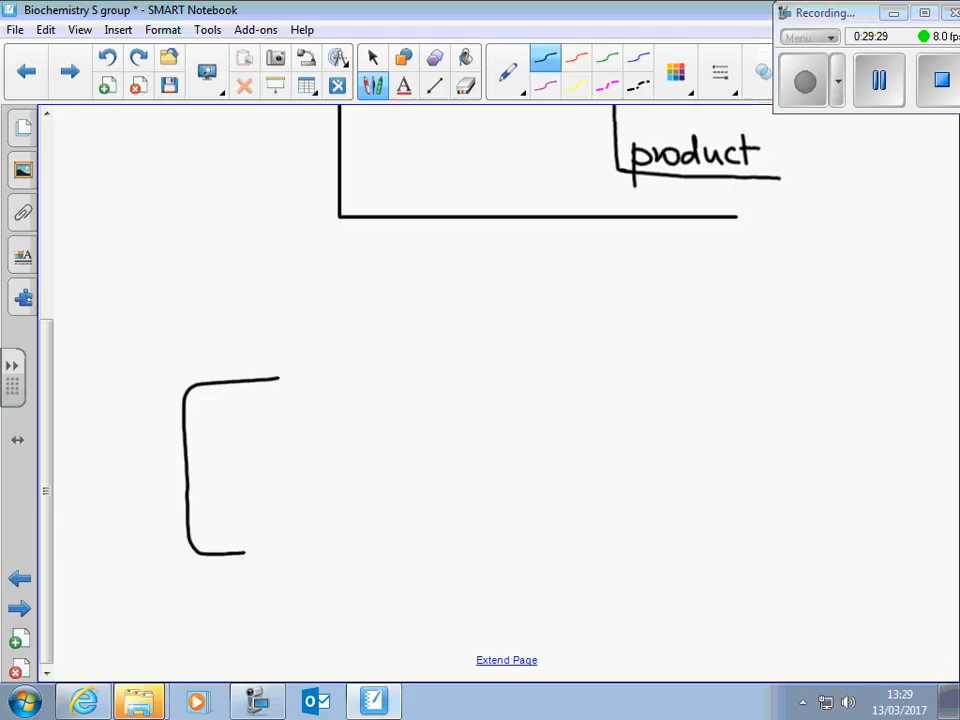 Biochemistry S group * - SMART Notebook
Recording...
File Edit View Insert Format Tools Add-ons Help
Menu 0:29:29 8.0 fp
product
Extend Page
13:29
13/03/2017